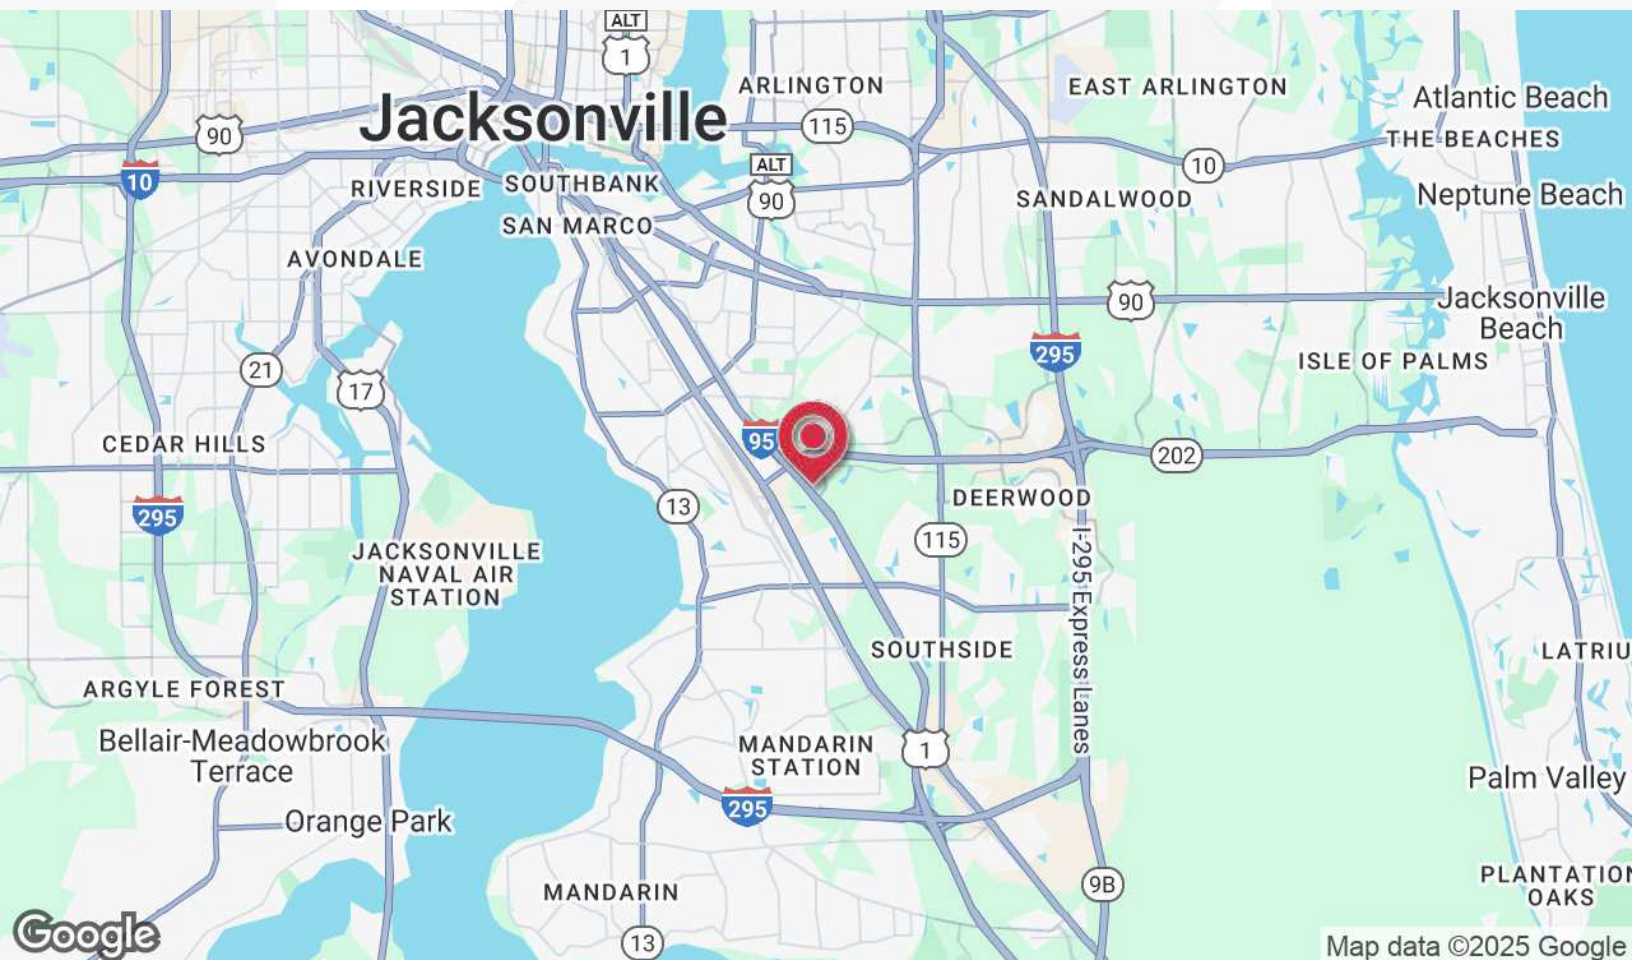 ALT
1
ARLINGTON
EAST ARLINGTON
Atlantic Beach
Jacksonville
90
115
THE BEACHES
10
ALT
10
RIVERSIDE
SOUTHBANK
90
SANDALWOOD
Neptune Beach
SAN MARCO
AVONDALE
90
Jacksonville
Beach
295
ISLE OF PALMS
21
17
CEDAR HILLS
95
202
295
13
DEERWOOD
115
JACKSONVILLE
NAVAL AIR
STATION
I-295 Express Lanes
SOUTHSIDE
LATRIU
ARGYLE FOREST
Bellair-Meadowbrook
Terrace
MANDARIN
STATION
1
Palm Valley
295
Orange Park
PLANTATION
OAKS
MANDARIN
9B
Google
13
Map data ©2025 Google